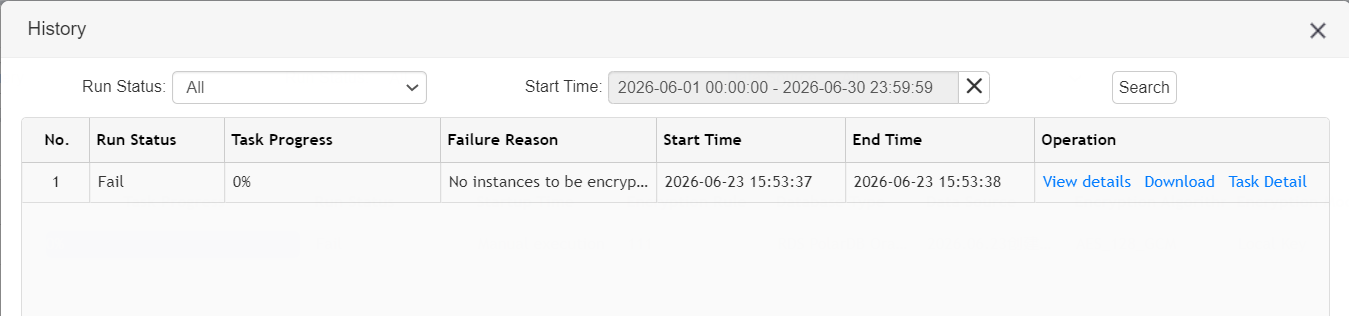 History
Run Status: All Start Time: 2026-06-01 00:00:00 - 2026-06-30 23:59:59 Search
No. Run Status Task Progress Failure Reason Start Time End Time Operation
1 Fail 0% No instances to be encryp... 2026-06-23 15:53:37 2026-06-23 15:53:38 View details Download Task Detail